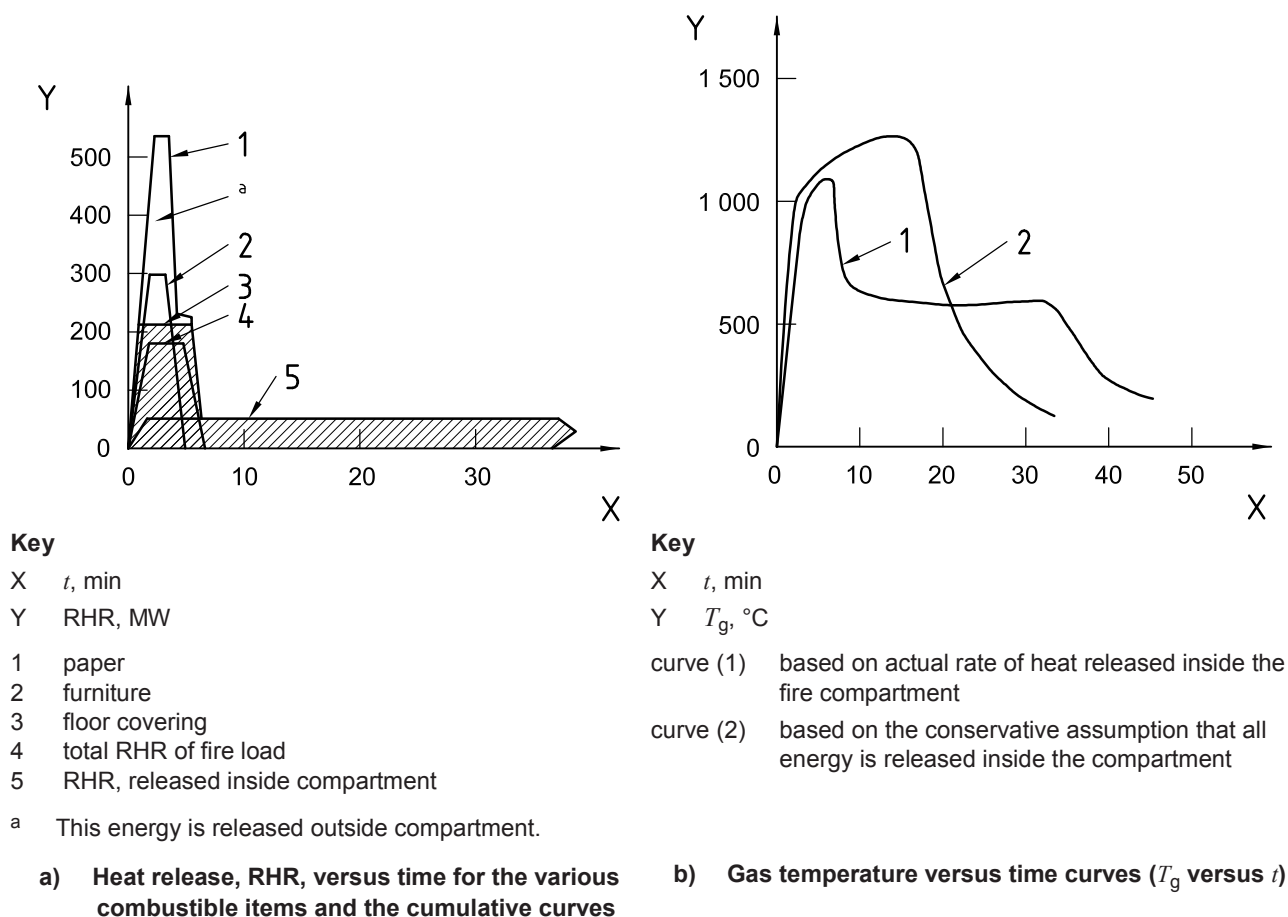 Y
500
400
300
200
100
0
1
a
2
3
4
5
0 10 20 30
X
Key
X t, min
Y RHR, MW
1 paper
2 furniture
3 floor covering
4 total RHR of fire load
5 RHR, released inside compartment
a This energy is released outside compartment.
a) Heat release, RHR, versus time for the various
combustible items and the cumulative curves
Y
1 500
1 000
500
0
1
2
0 10 20 30 40 50
X
Key
X t, min
Y Tg, °C
curve (1) based on actual rate of heat released inside the
fire compartment
curve (2) based on the conservative assumption that all
energy is released inside the compartment
b) Gas temperature versus time curves (Tg versus t)